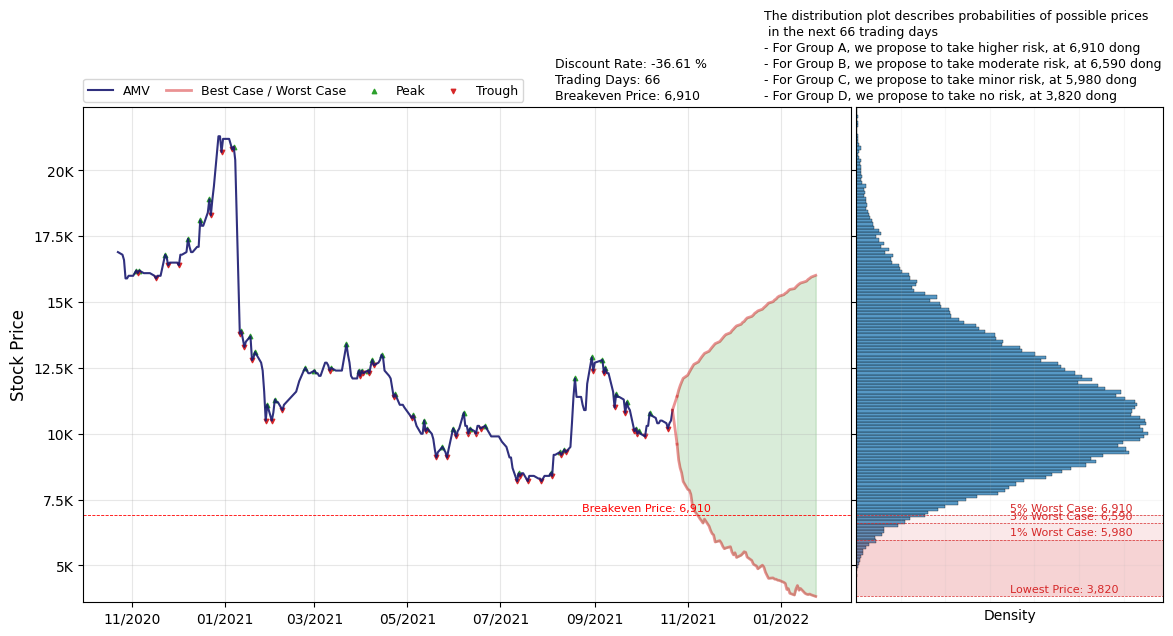 The distribution plot describes probabilities of possible prices
in the next 66 trading days
- For Group A, we propose to take higher risk, at 6,910 dong
- For Group B, we propose to take moderate risk, at 6,590 dong
- For Group C, we propose to take minor risk, at 5,980 dong
- For Group D, we propose to take no risk, at 3,820 dong
Discount Rate: -36.61 %
Trading Days: 66
Breakeven Price: 6,910
AMV
Best Case / Worst Case
Peak
Trough
Stock Price
20K
17.5K
15K
12.5K
10K
7.5K
5K
Breakeven Price: 6,910
11/2020
01/2021
03/2021
05/2021
07/2021
09/2021
11/2021
01/2022
5% Worst Case: 6,910
3% Worst Case: 6,590
1% Worst Case: 5,980
Lowest Price: 3,820
Density